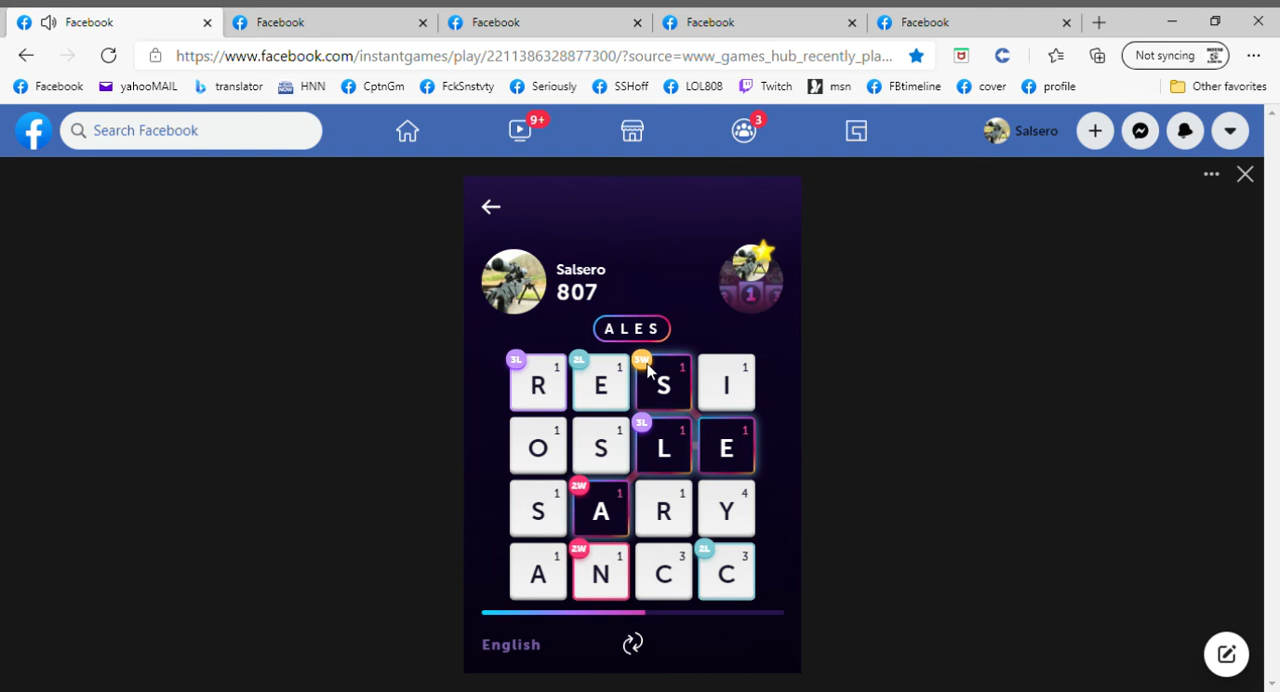 Facebook Facebook Facebook Facebook Facebook
https://www.facebook.com/instantgames/play/2211386328877300/?source=www_games_hub_recently_pla... Not syncing
Facebook yahooMAIL translator HNN CptnGm FckSnstvty Seriously SSHoff LOL808 Twitch msn FBtimeline cover profile Other favorites
Search Facebook 9+ 3 Salsero
Salsero
807
1
ALES
3L 2L 3W
R 1 E 1 S 1 I 1
3L
O 1 S 1 L 1 E 1
2W
S 1 A 1 R 1 Y 4
2W 2L
A 1 N 1 C 3 C 3
English